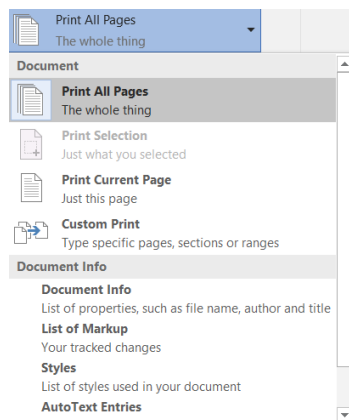 Print All Pages
The whole thing
Document
Print All Pages
The whole thing
Print Selection
Just what you selected
Print Current Page
Just this page
Custom Print
Type specific pages, sections or ranges
Document Info
Document Info
List of properties, such as file name, author and title
List of Markup
Your tracked changes
Styles
List of styles used in your document
AutoText Entries